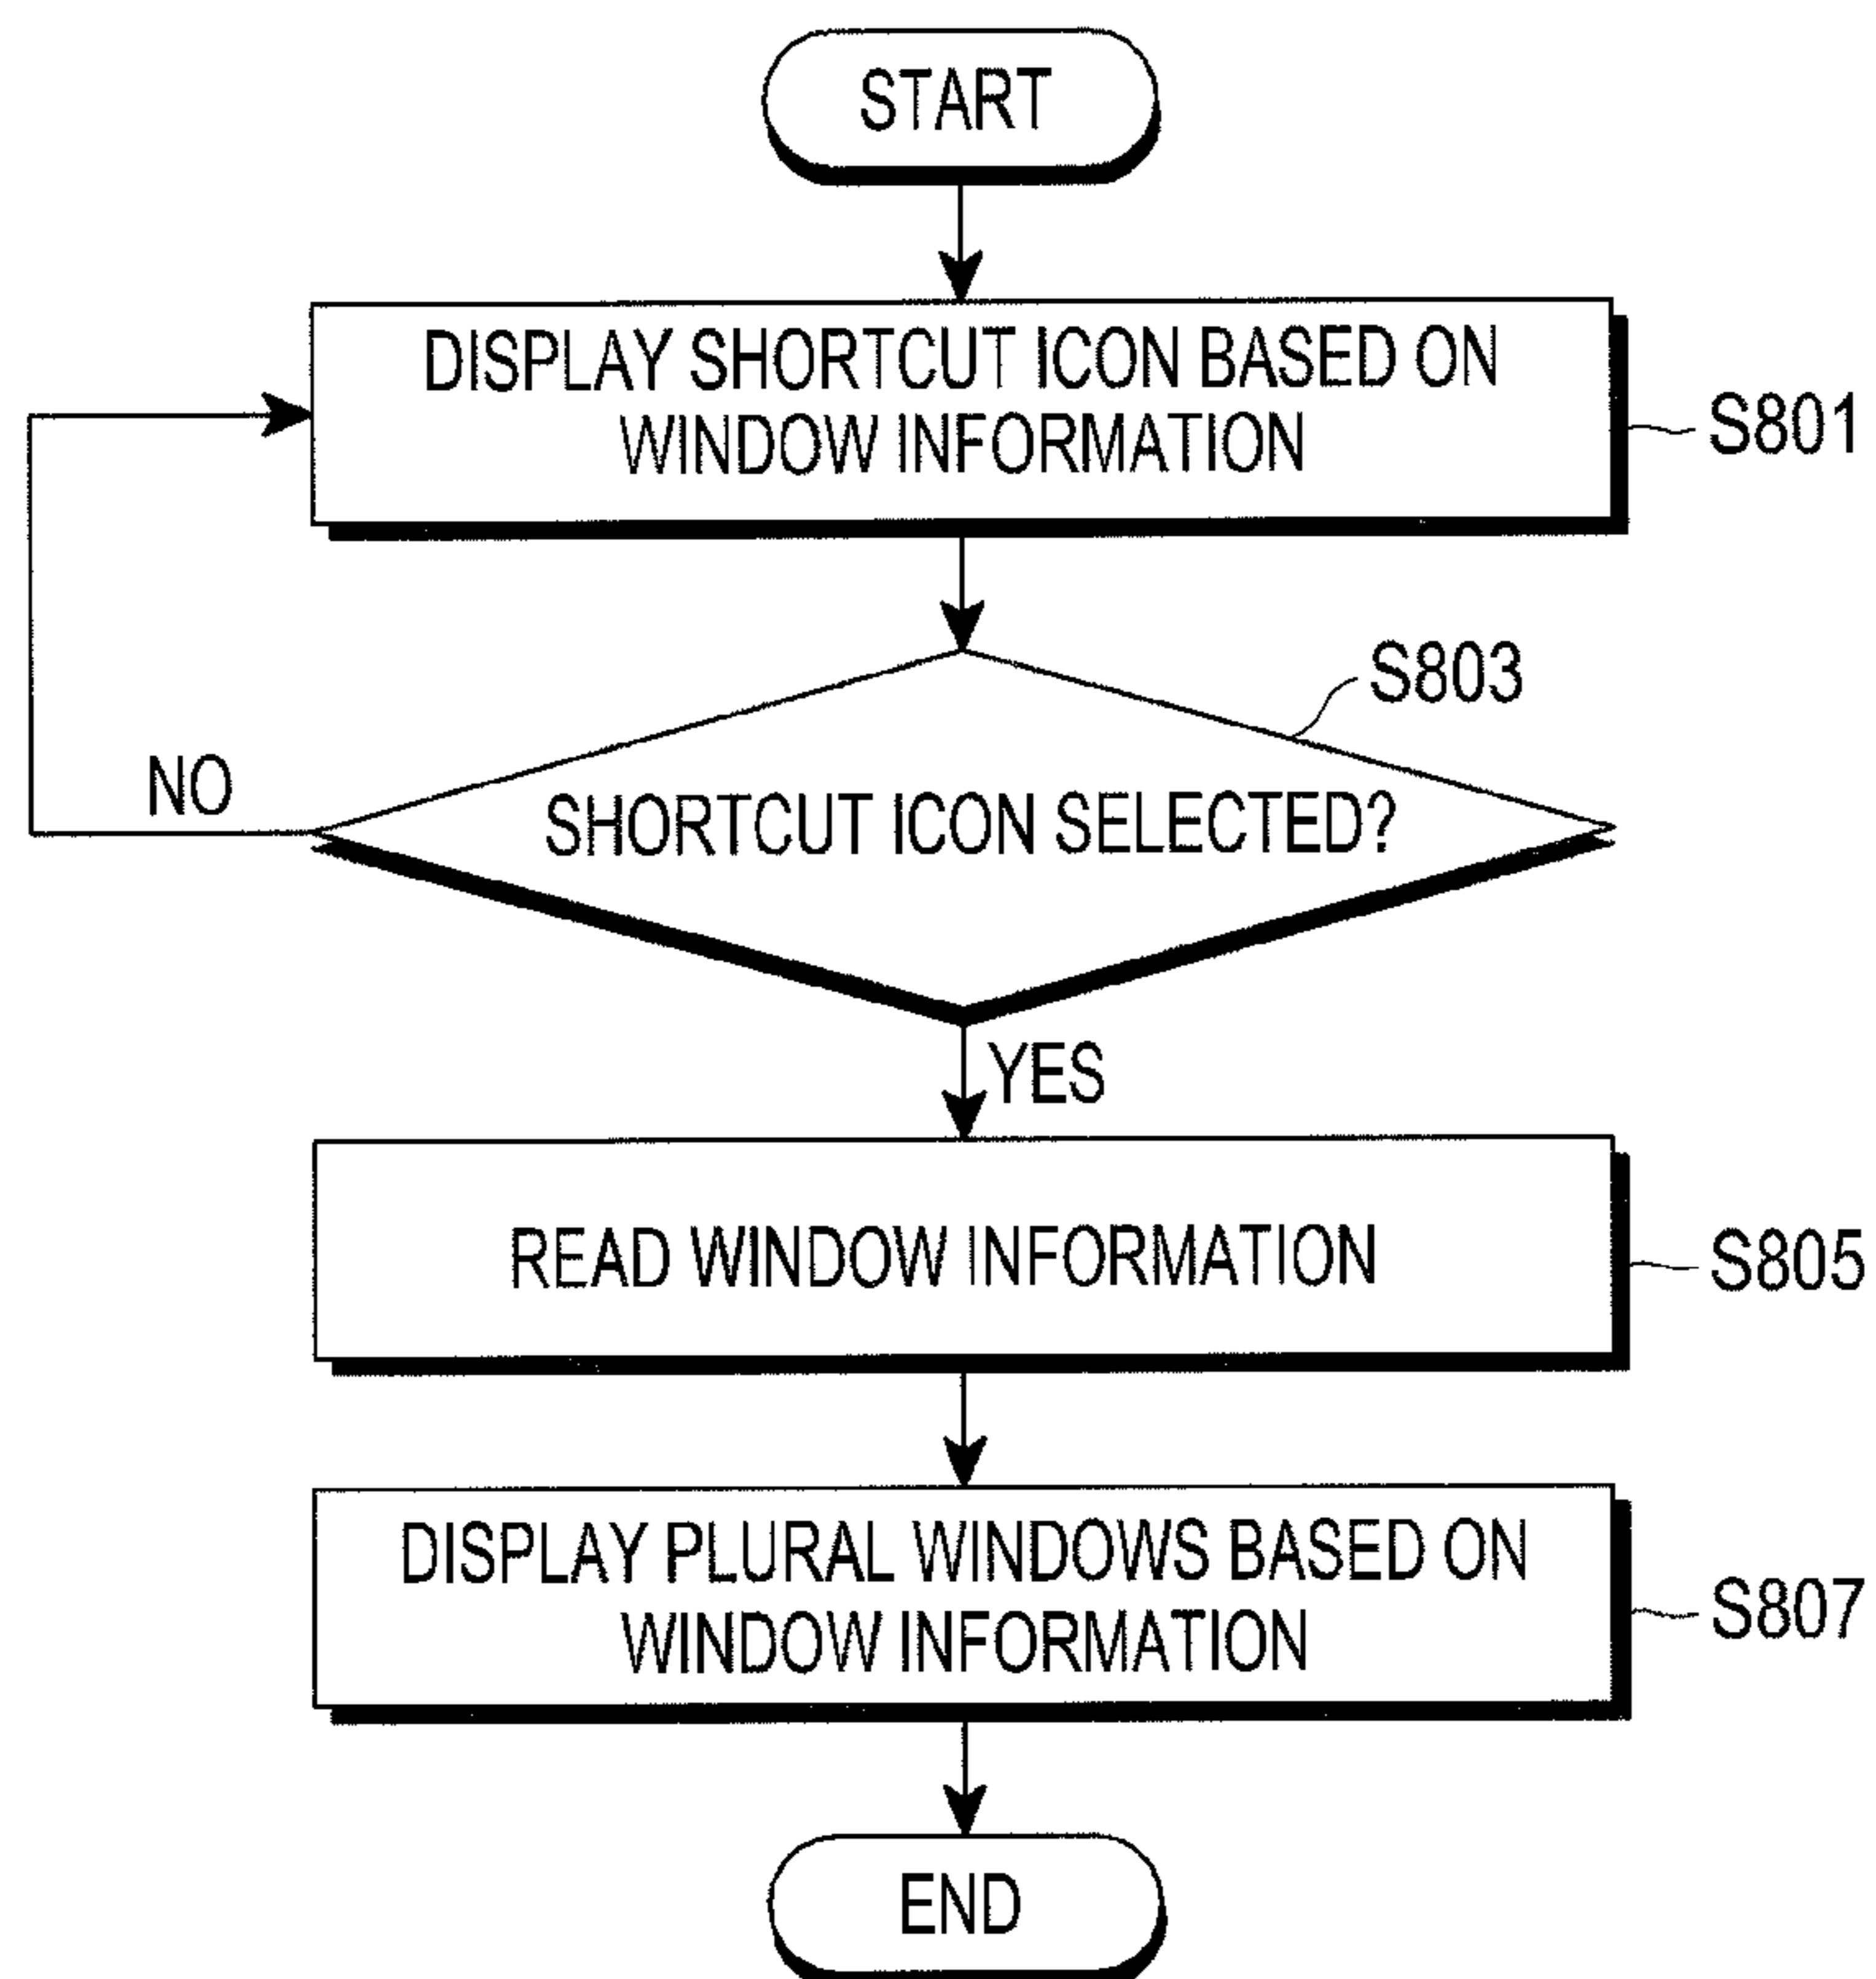 START
DISPLAY SHORTCUT ICON BASED ON
WINDOW INFORMATION
S801
S803
SHORTCUT ICON SELECTED?
NO
YES
READ WINDOW INFORMATION
S805
DISPLAY PLURAL WINDOWS BASED ON
WINDOW INFORMATION
S807
END